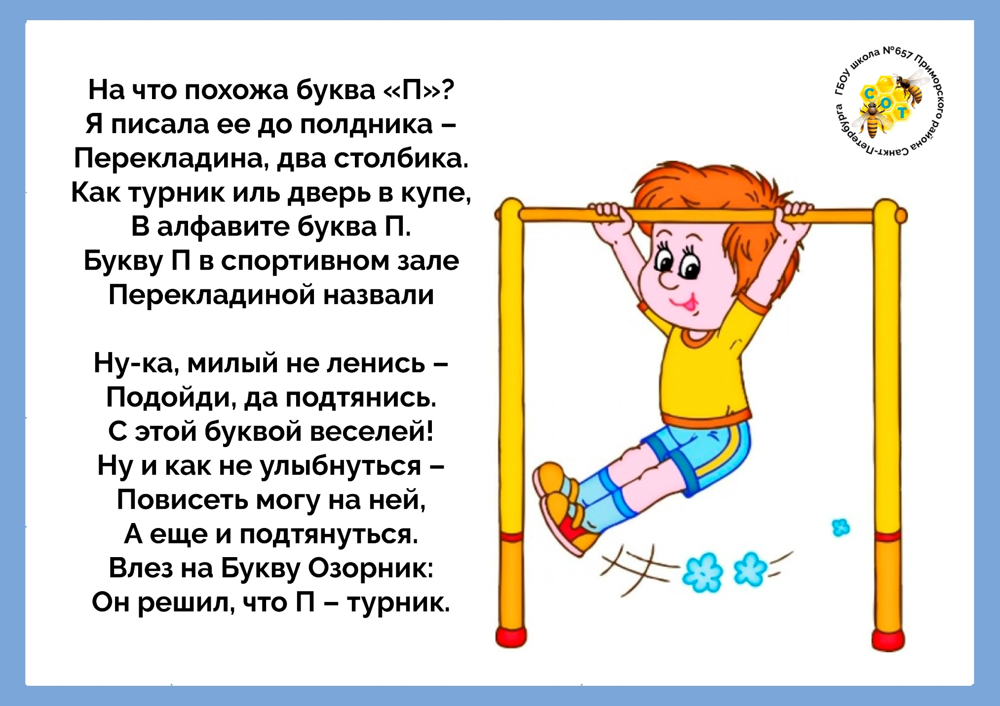 На что похожа буква «П»?
Я писала ее до полдника –
Перекладина, два столбика.
Как турник иль дверь в купе,
В алфавите буква П.
Букву П в спортивном зале
Перекладиной назвали
Ну-ка, милый не ленись –
Подойди, да подтянись.
С этой буквой веселей!
Ну и как не улыбнуться –
Повисеть могу на ней,
А еще и подтянуться.
Влез на Букву Озорник:
Он решил, что П – турник.
ГБОУ школа №657 Приморского района Санкт-Петербурга
СОТ